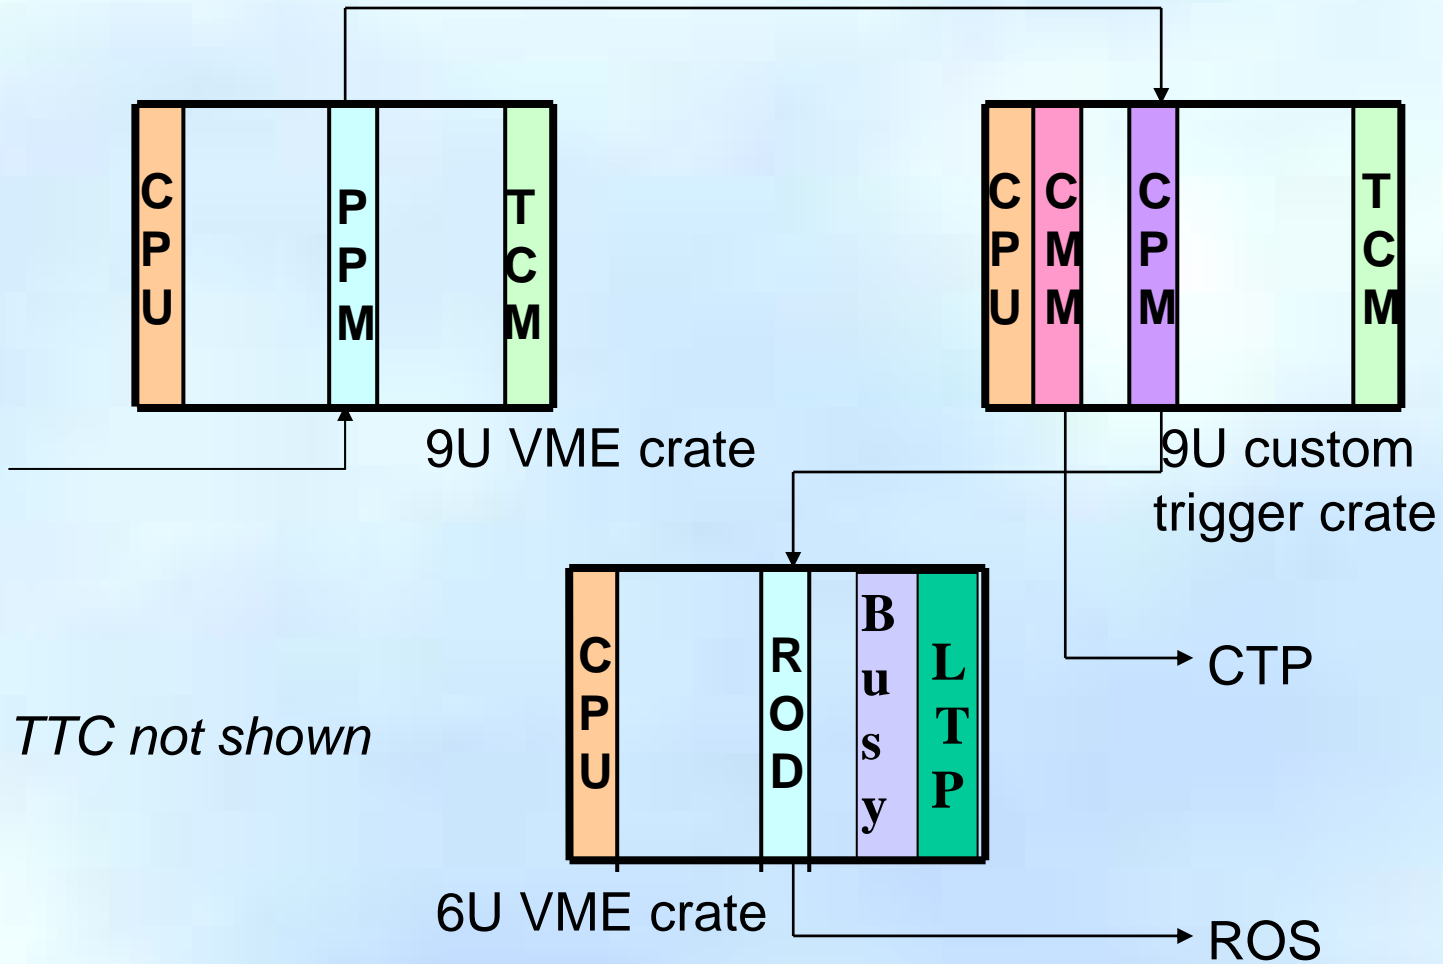 CPU
PPM
TCM
CPU
CMM
CPM
TCM
9U VME crate
9U custom
trigger crate
CPU
ROD
Busy
LTP
CTP
TTC not shown
6U VME crate
ROS